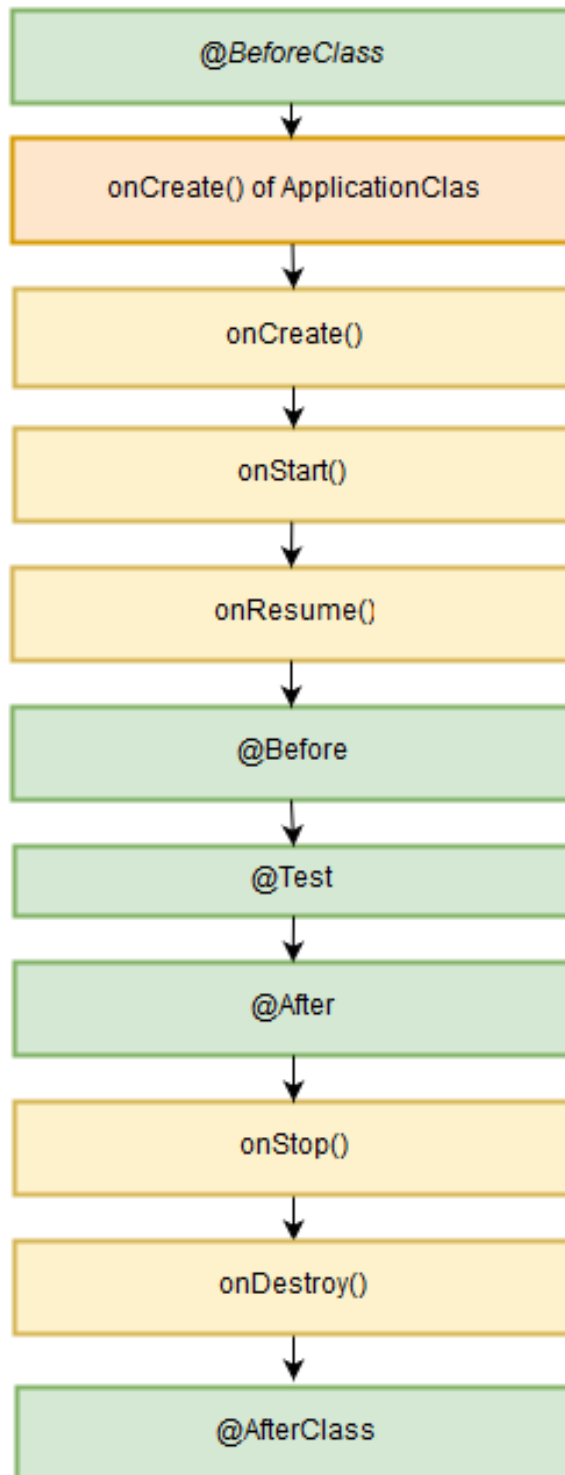 @BeforeClass
onCreate() of ApplicationClas
onCreate()
onStart()
onResume()
@Before
@Test
@After
onStop()
onDestroy()
@AfterClass